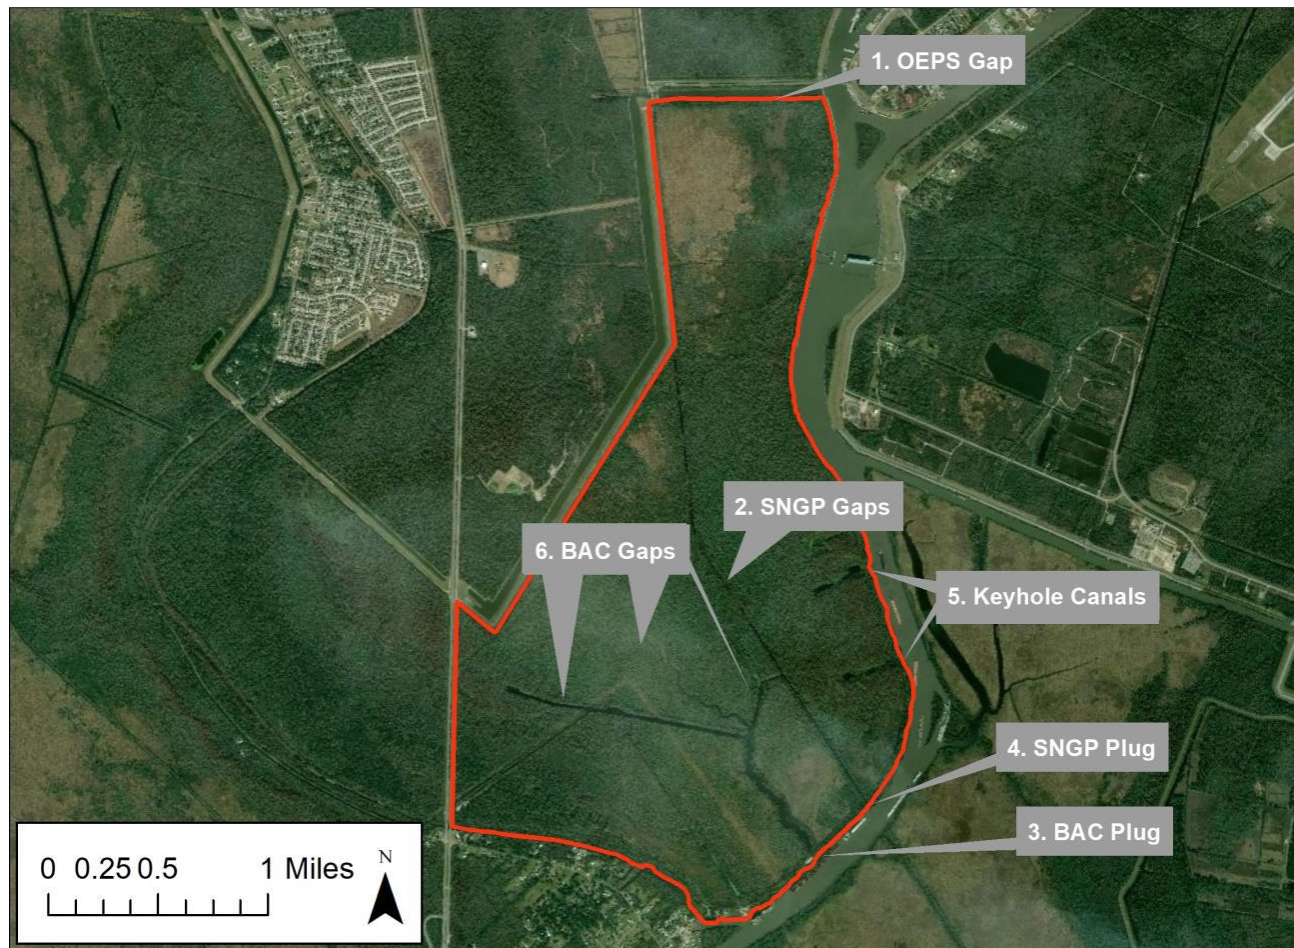 1. OEPS Gap
2. SNGP Gaps
6. BAC Gaps
5. Keyhole Canals
4. SNGP Plug
3. BAC Plug
0 0.25 0.5 1 Miles
N